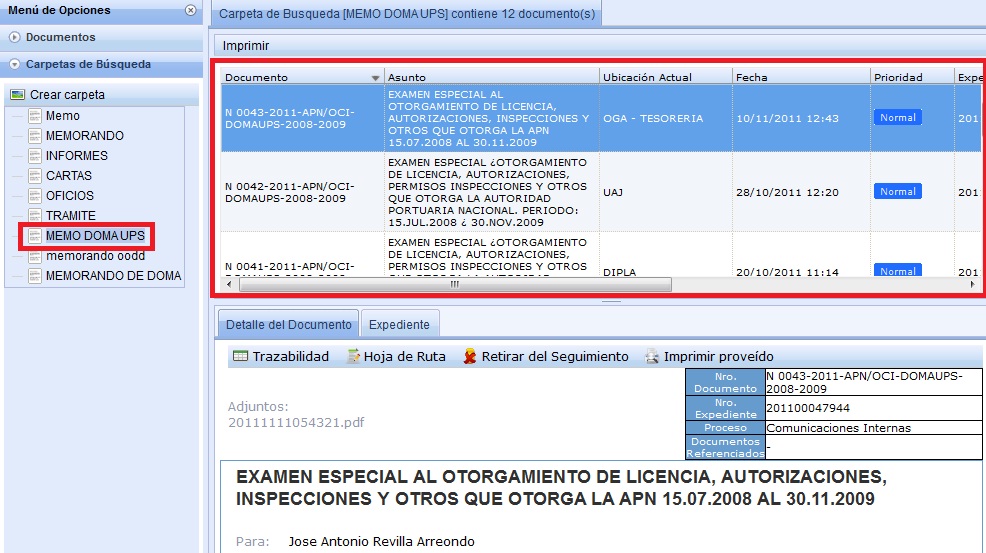 Menú de Opciones
Documentos
Carpetas de Búsqueda
Crear carpeta
Memo
MEMORANDO
INFORMES
CARTAS
OFICIOS
TRAMITE
MEMO DOMAUPS
memorando oodd
MEMORANDO DE DOMA
Carpeta de Busqueda [MEMO DOMAUPS] contiene 12 documento(s)
Imprimir
Documento Asunto Ubicación Actual Fecha Prioridad Expe
N 0043-2011-APN/OCI-
DOMAUPS-2008-2009
EXAMEN ESPECIAL AL
OTORGAMIENTO DE LICENCIA,
AUTORIZACIONES, INSPECCIONES Y
OTROS QUE OTORGA LA APN
15.07.2008 AL 30.11.2009
OGA - TESORERIA
10/11/2011 12:43
Normal
201
N 0042-2011-APN/OCI-
DOMAUPS-2008-2009
EXAMEN ESPECIAL ¿OTORGAMIENTO
DE LICENCIA, AUTORIZACIONES,
PERMISOS INSPECCIONES Y OTROS
QUE OTORGA LA AUTORIDAD
PORTUARIA NACIONAL. PERIODO:
15.JUL.2008 ¿ 30.NOV.2009
UAJ
28/10/2011 12:20
Normal
201
N 0041-2011-APN/OCI-
EXAMEN ESPECIAL ¿OTORGAMIENTO
DE LICENCIA, AUTORIZACIONES,
PERMISOS INSPECCIONES Y OTROS
DIPLA
20/10/2011 11:14
Normal
201
Detalle del Documento Expediente
Trazabilidad Hoja de Ruta Retirar del Seguimiento Imprimir proveído
Adjuntos:
20111111054321.pdf
Nro.
Documento
N 0043-2011-APN/OCI-DOMAUPS-
2008-2009
Nro.
Expediente
201100047944
Proceso Comunicaciones Internas
Documentos
Referenciados
-
EXAMEN ESPECIAL AL OTORGAMIENTO DE LICENCIA, AUTORIZACIONES,
INSPECCIONES Y OTROS QUE OTORGA LA APN 15.07.2008 AL 30.11.2009
Para: Jose Antonio Revilla Arreondo